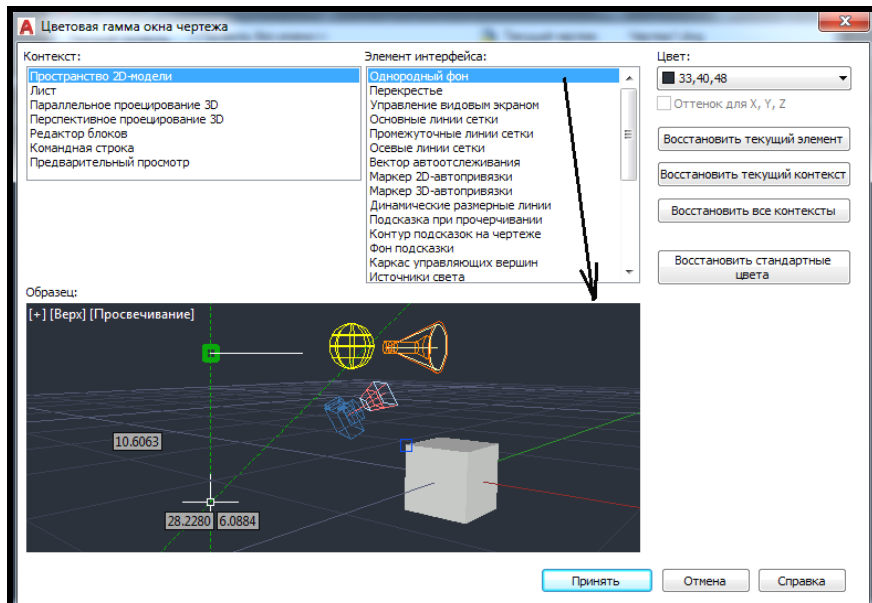 Цветовая гамма окна чертежа
Контекст:
Пространство 2D-модели
Лист
Параллельное проецирование 3D
Перспективное проецирование 3D
Редактор блоков
Командная строка
Предварительный просмотр
Элемент интерфейса:
Однородный фон
Перекрестье
Управление видовым экраном
Основные линии сетки
Промежуточные линии сетки
Осевые линии сетки
Вектор автоотслеживания
Маркер 2D-автопривязки
Маркер 3D-автопривязки
Динамические размерные линии
Подсказка при прочерчивании
Контур подсказок на чертеже
Фон подсказки
Каркас управляющих вершин
Источники света
Цвет:
33,40,48
Оттенок для X, Y, Z
Восстановить текущий элемент
Восстановить текущий контекст
Восстановить все контексты
Восстановить стандартные
цвета
Образец:
[+] [Верх] [Просвечивание]
10.6063
28.2280 6.0884
Принять
Отмена
Справка